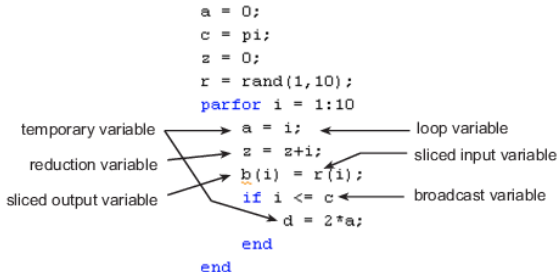 a = 0;
c = pi;
z = 0;
r = rand(1,10);
parfor i = 1:10
temporary variable a = i; loop variable
reduction variable z = z+i; sliced input variable
sliced output variable b(i) = r(i);
if i <= c broadcast variable
d = 2*a;
end
end